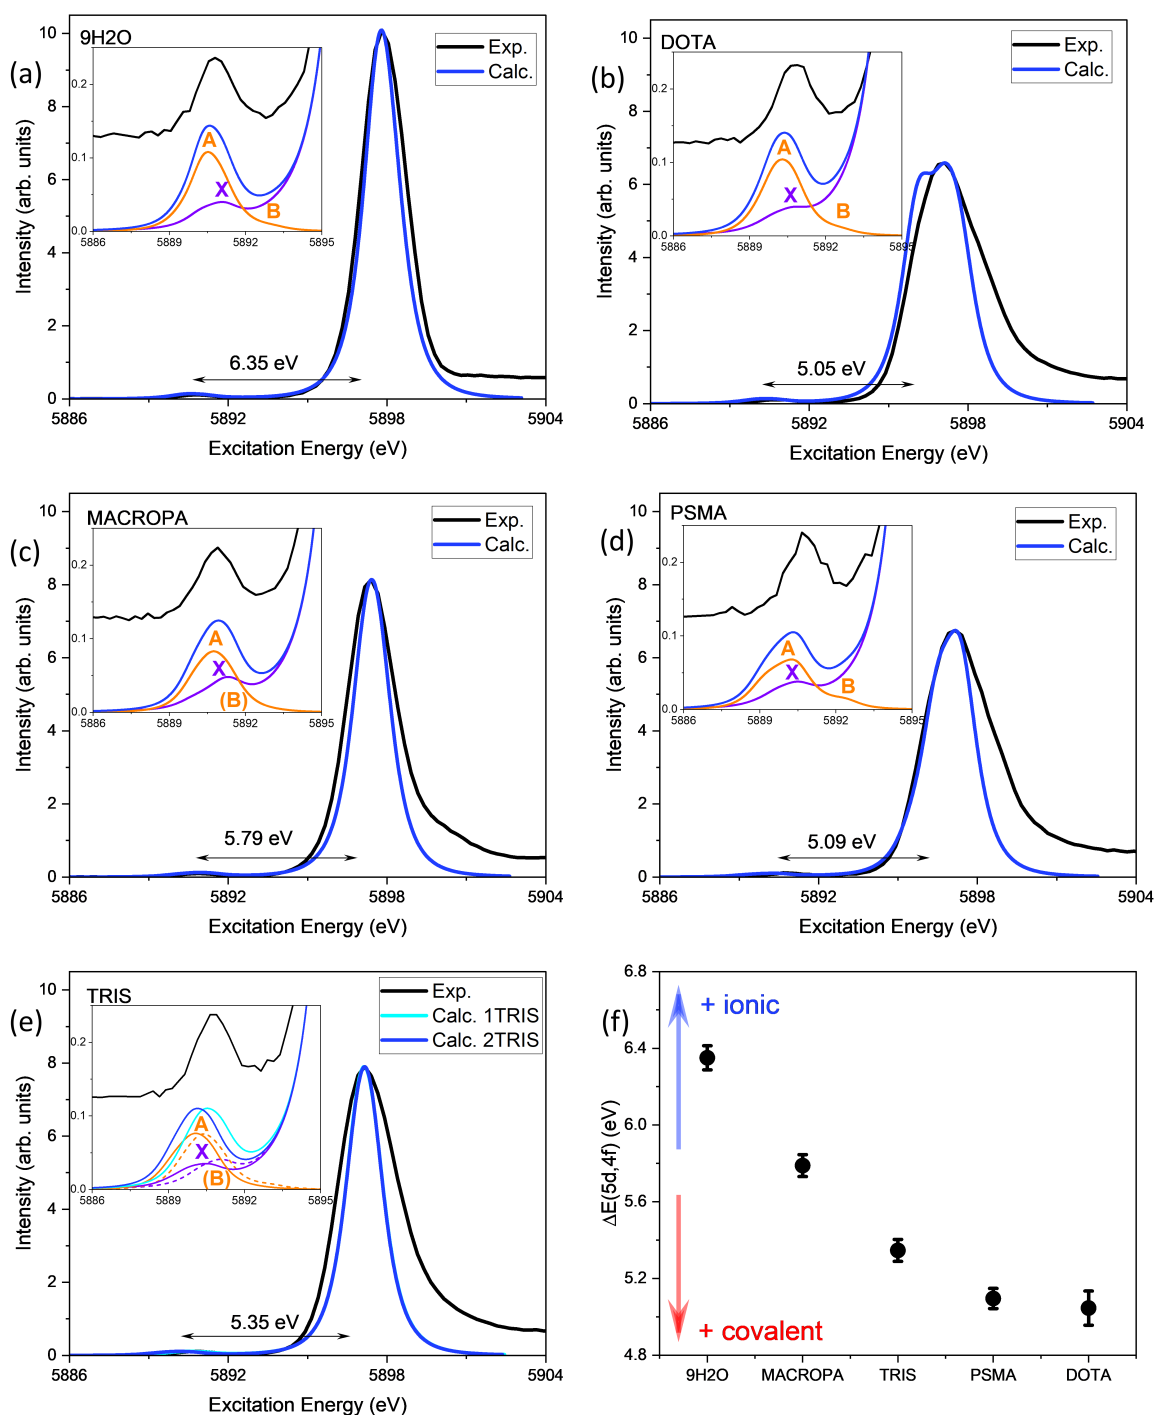 (a)
9H2O
Exp.
Calc.
A
X
B
0.2
0.1
0.0
5886 5889 5892 5895
6.35 eV
10
8
6
4
2
0
5886 5892 5898 5904
Intensity (arb. units)
Excitation Energy (eV)
(b)
DOTA
Exp.
Calc.
A
X
B
0.2
0.1
0.0
5886 5889 5892 5895
5.05 eV
10
8
6
4
2
0
5886 5892 5898 5904
Intensity (arb. units)
Excitation Energy (eV)
(c)
MACROPA
Exp.
Calc.
A
X
(B)
0.2
0.1
0.0
5886 5889 5892 5895
5.79 eV
10
8
6
4
2
0
5886 5892 5898 5904
Intensity (arb. units)
Excitation Energy (eV)
(d)
PSMA
Exp.
Calc.
A
X
B
0.2
0.1
0.0
5886 5889 5892 5895
5.09 eV
10
8
6
4
2
0
5886 5892 5898 5904
Intensity (arb. units)
Excitation Energy (eV)
(e)
TRIS
Exp.
Calc. 1TRIS
Calc. 2TRIS
A
X
(B)
0.2
0.1
0.0
5886 5889 5892 5895
5.35 eV
10
8
6
4
2
0
5886 5892 5898 5904
Intensity (arb. units)
Excitation Energy (eV)
(f)
+ ionic
+ covalent
6.8
6.4
6.0
5.6
5.2
4.8
ΔE(5d,4f) (eV)
9H2O MACROPA TRIS PSMA DOTA